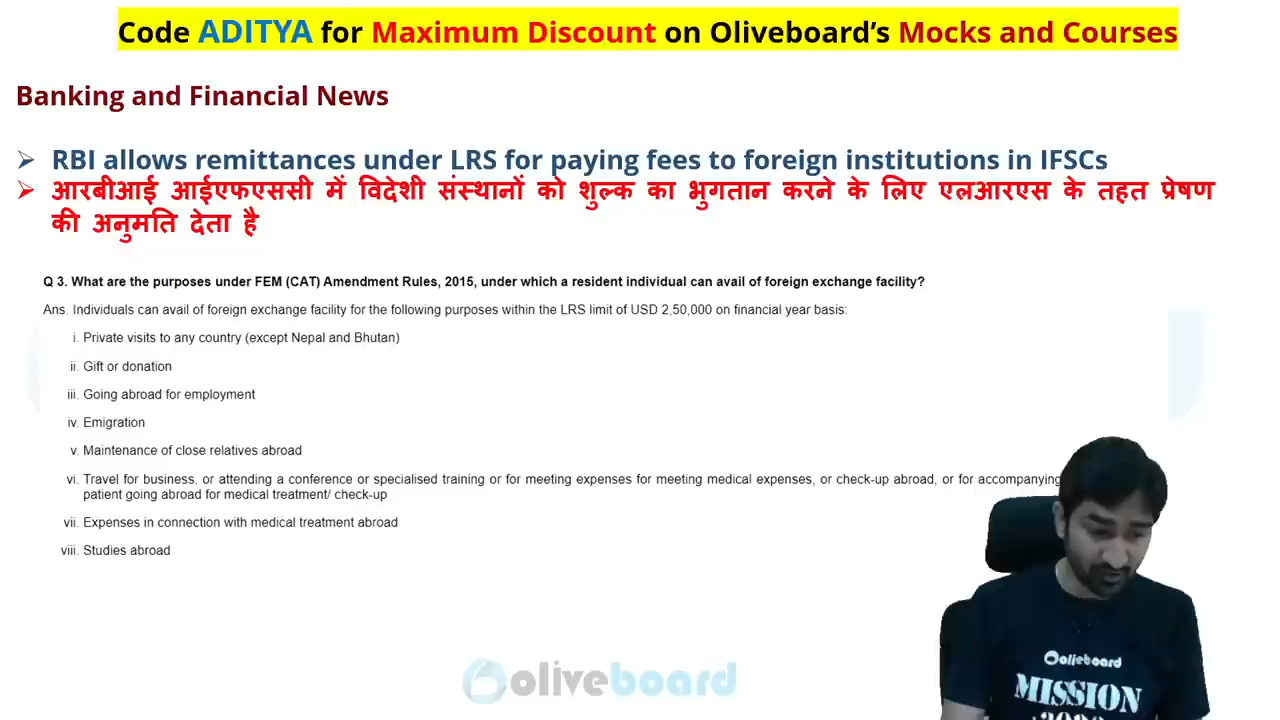 Code ADITYA for Maximum Discount on Oliveboard's Mocks and Courses
Banking and Financial News
RBI allows remittances under LRS for paying fees to foreign institutions in IFSCs
आरबीआई आईएफएससी में विदेशी संस्थानों को शुल्क का भुगतान करने के लिए एलआरएस के तहत प्रेषण
की अनुमति देता है
Q 3. What are the purposes under FEM (CAT) Amendment Rules, 2015, under which a resident individual can avail of foreign exchange facility?
Ans. Individuals can avail of foreign exchange facility for the following purposes within the LRS limit of USD 2,50,000 on financial year basis:
i. Private visits to any country (except Nepal and Bhutan)
ii. Gift or donation
iii. Going abroad for employment
iv. Emigration
v. Maintenance of close relatives abroad
vi. Travel for business, or attending a conference or specialised training or for meeting expenses for meeting medical expenses, or check-up abroad, or for accompanying
patient going abroad for medical treatment/ check-up
vii. Expenses in connection with medical treatment abroad
viii. Studies abroad
oliveboard
oliveboard
MISSION